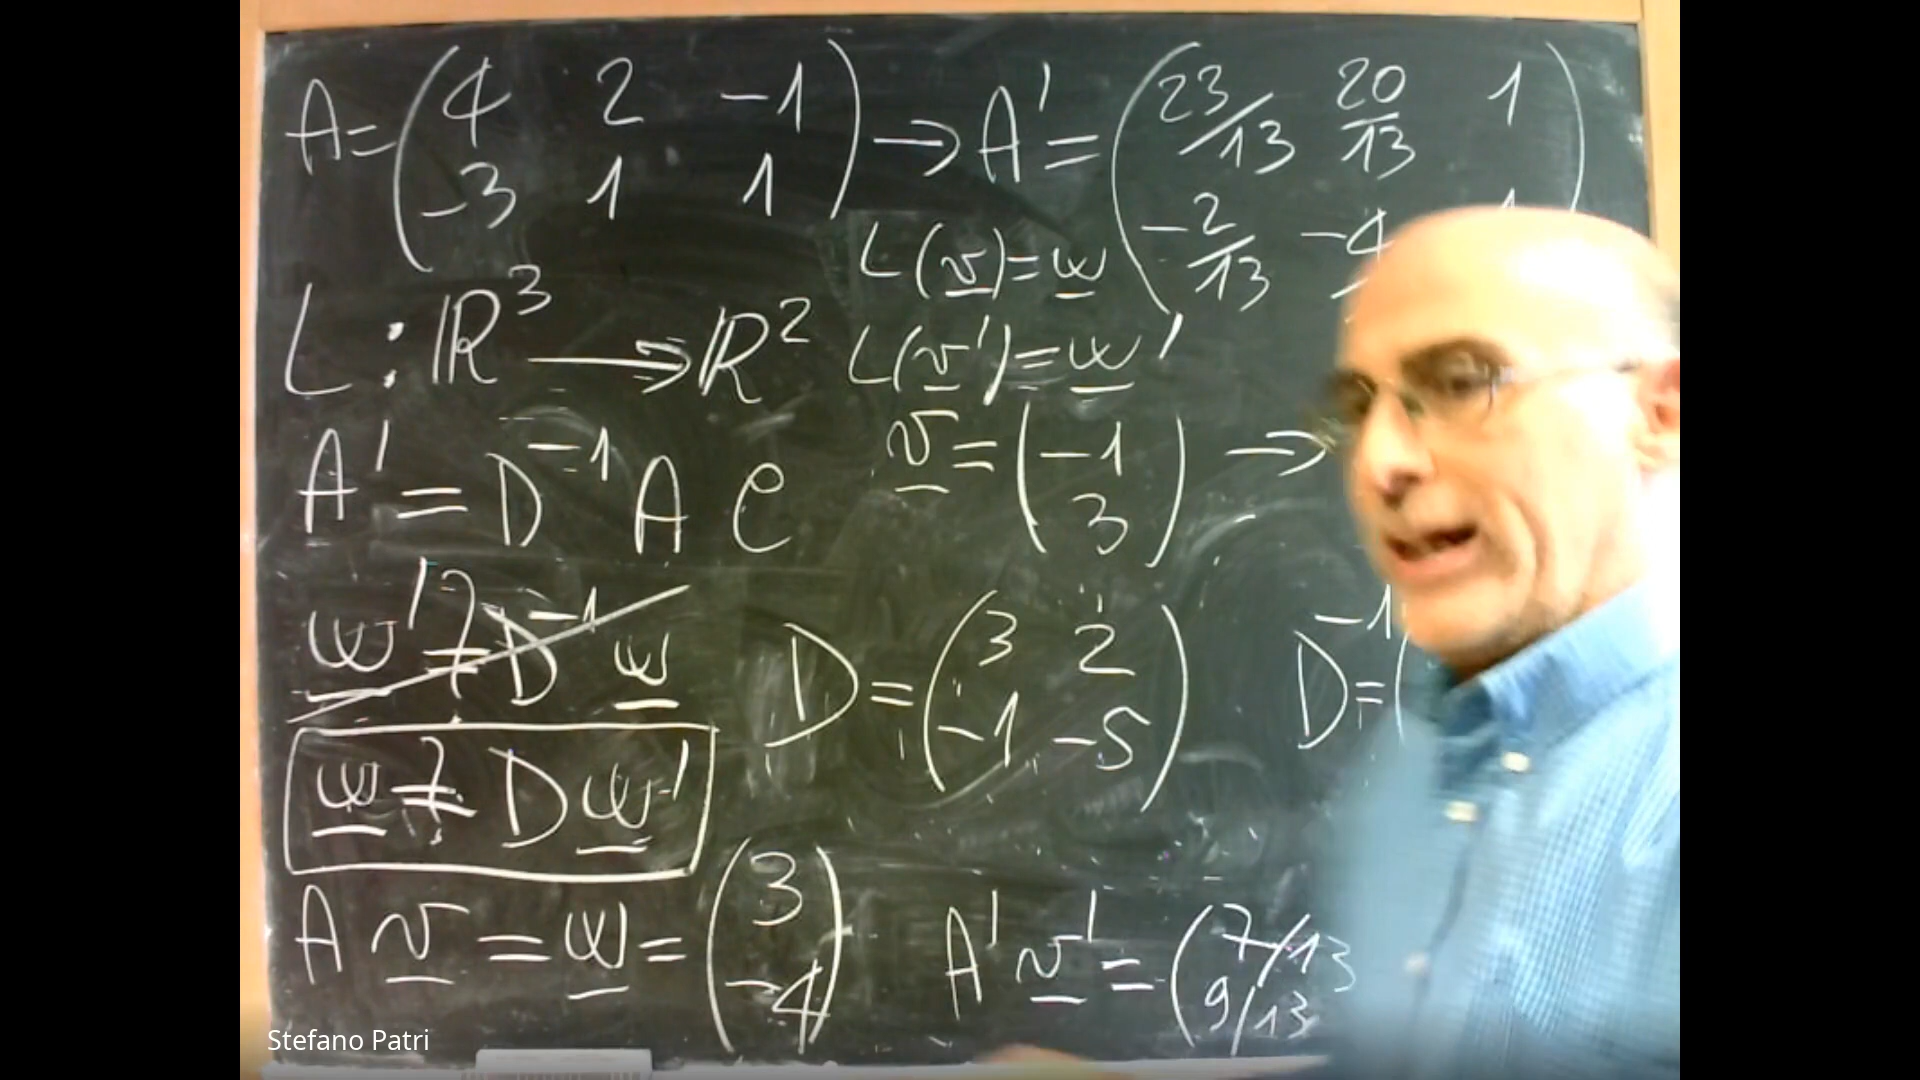 A = ( 4 2 -1 ) → A' = ( 23/13 20/13 1 )
( -3 1 1 ) ( -2/13 -4
L(v) = w
L : ℝ³ → ℝ² L(v') = w'
A' = D⁻¹ A C v = ( -1 ) →
( 3 )
w' ?= D⁻¹ w
D = ( 3 2 ) D⁻¹ = (
( -1 -5 )
w ?= D w'
A v = w = ( 3 ) A' v' = ( 7/13
( -4 ) ( 9/13
Stefano Patri